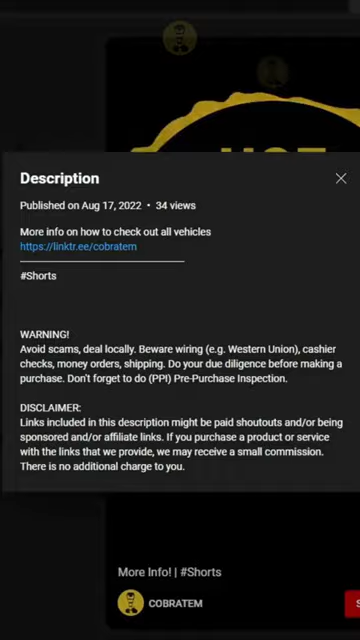 Description
Published on Aug 17, 2022 • 34 views
More info on how to check out all vehicles
https://linktr.ee/cobratem
#Shorts
WARNING!
Avoid scams, deal locally. Beware wiring (e.g. Western Union), cashier
checks, money orders, shipping. Do your due diligence before making a
purchase. Don't forget to do (PPI) Pre-Purchase Inspection.
DISCLAIMER:
Links included in this description might be paid shoutouts and/or being
sponsored and/or affiliate links. If you purchase a product or service
with the links that we provide, we may receive a small commission.
There is no additional charge to you.
More Info! | #Shorts
COBRATEM